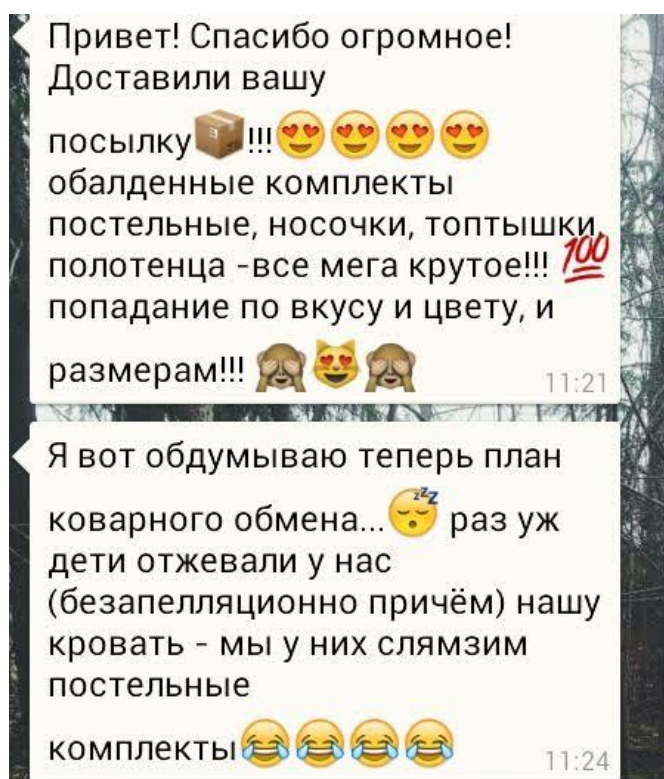 Привет! Спасибо огромное!
Доставили вашу
посылку📦!!!😍😍😍😍
обалденные комплекты
постельные, носочки, топтышки,
полотенца -все мега крутое!!! 💯
попадание по вкусу и цвету, и
размерам!!! 🙈😻🙈
11:21
Я вот обдумываю теперь план
коварного обмена...😴 раз уж
дети отжевали у нас
(безапелляционно причём) нашу
кровать - мы у них слямзим
постельные
комплекты😂😂😂😂
11:24